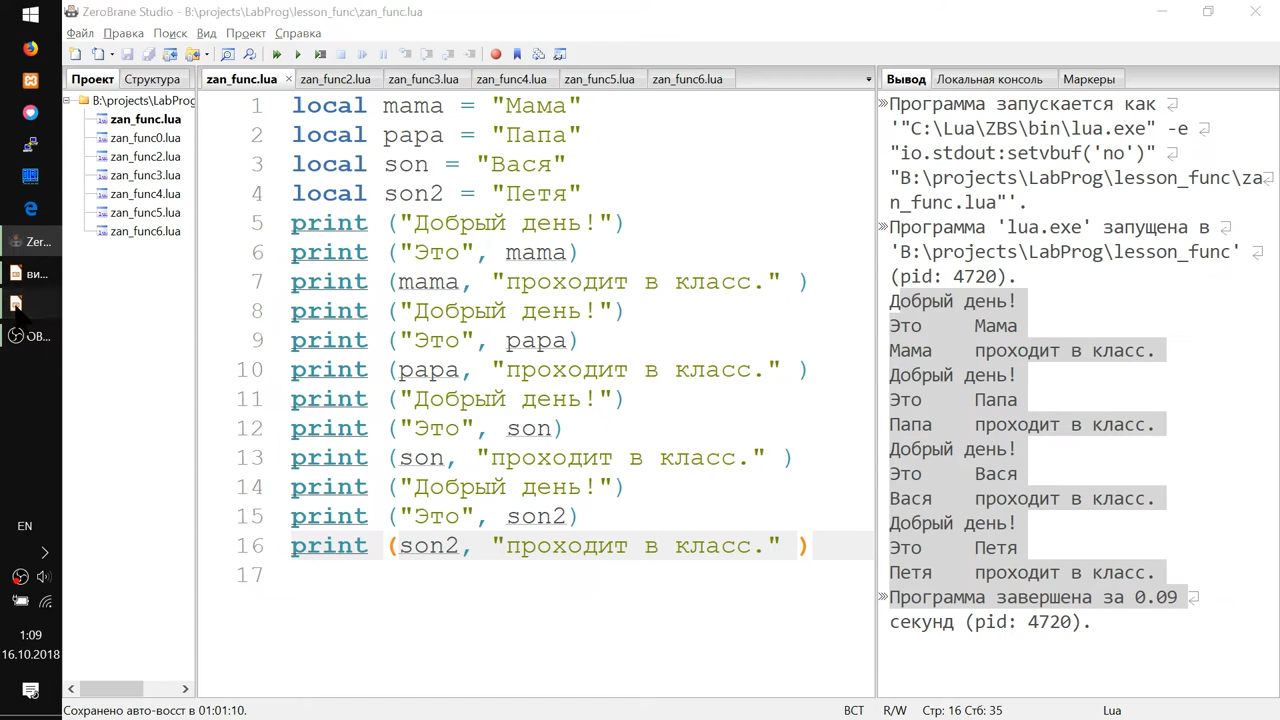 ZeroBrane Studio - B:\projects\LabProg\lesson_func\zan_func.lua
Файл Правка Поиск Вид Проект Справка
Проект Структура
B:\projects\LabProg
zan_func.lua
zan_func0.lua
zan_func2.lua
zan_func3.lua
zan_func4.lua
zan_func5.lua
zan_func6.lua
zan_func.lua zan_func2.lua zan_func3.lua zan_func4.lua zan_func5.lua zan_func6.lua
1 local mama = "Мама"
2 local papa = "Папа"
3 local son = "Вася"
4 local son2 = "Петя"
5 print ("Добрый день!")
6 print ("Это", mama)
7 print (mama, "проходит в класс." )
8 print ("Добрый день!")
9 print ("Это", papa)
10 print (papa, "проходит в класс." )
11 print ("Добрый день!")
12 print ("Это", son)
13 print (son, "проходит в класс." )
14 print ("Добрый день!")
15 print ("Это", son2)
16 print (son2, "проходит в класс." )
17
Вывод Локальная консоль Маркеры
Программа запускается как
'"C:\Lua\ZBS\bin\lua.exe" -e
"io.stdout:setvbuf('no')"
"B:\projects\LabProg\lesson_func\za
n_func.lua"'.
Программа 'lua.exe' запущена в
'B:\projects\LabProg\lesson_func'
(pid: 4720).
Добрый день!
Это Мама
Мама проходит в класс.
Добрый день!
Это Папа
Папа проходит в класс.
Добрый день!
Это Вася
Вася проходит в класс.
Добрый день!
Это Петя
Петя проходит в класс.
Программа завершена за 0.09
секунд (pid: 4720).
Zer...
ви...
OB...
EN
1:09
16.10.2018
Сохранено авто-восст в 01:01:10. ВСТ R/W Стр: 16 Стб: 35 Lua